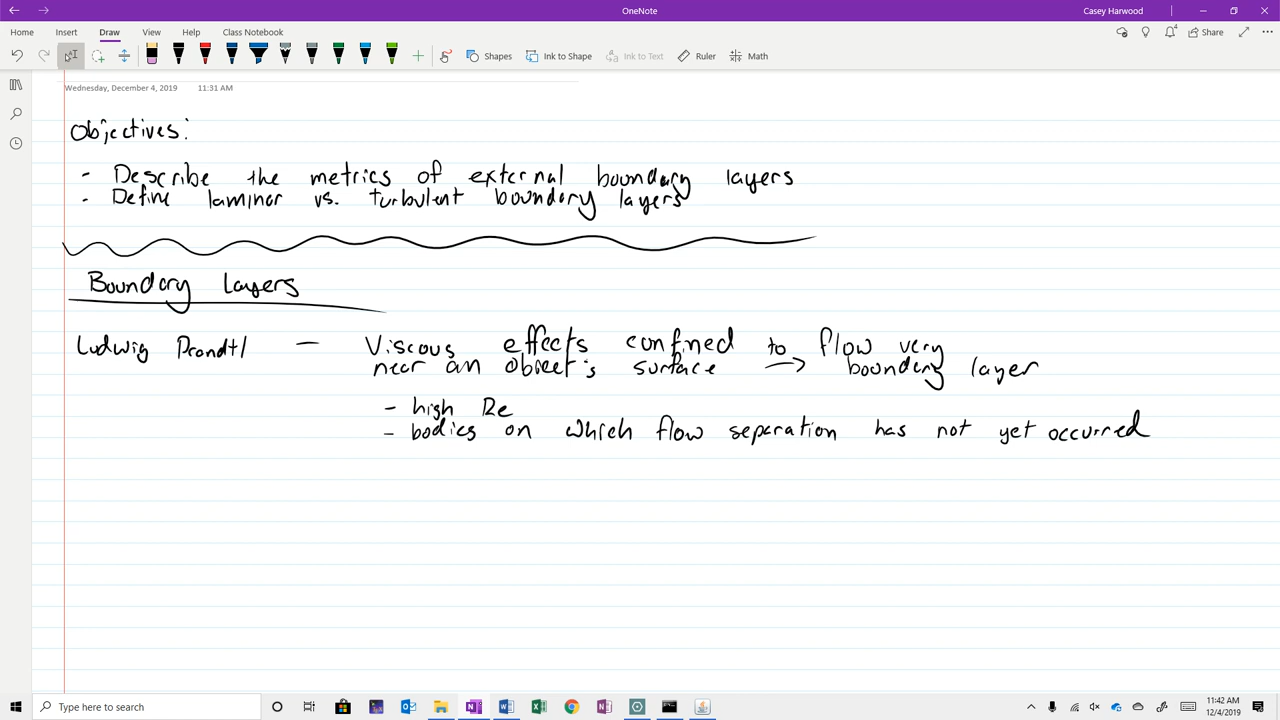 OneNote
Casey Harwood
Home Insert Draw View Help Class Notebook
4
Share
Shapes Ink to Shape Ink to Text Ruler Math
Wednesday, December 4, 2019 11:31 AM
Objectives:
- Describe the metrics of external boundary layers
- Define laminar vs. turbulent boundary layers
Boundary Layers
Ludwig Prandtl — Viscous effects confined to flow very
near an object's surface → boundary layer
- high Re
- bodies on which flow separation has not yet occurred
Type here to search
11:42 AM
12/4/2019